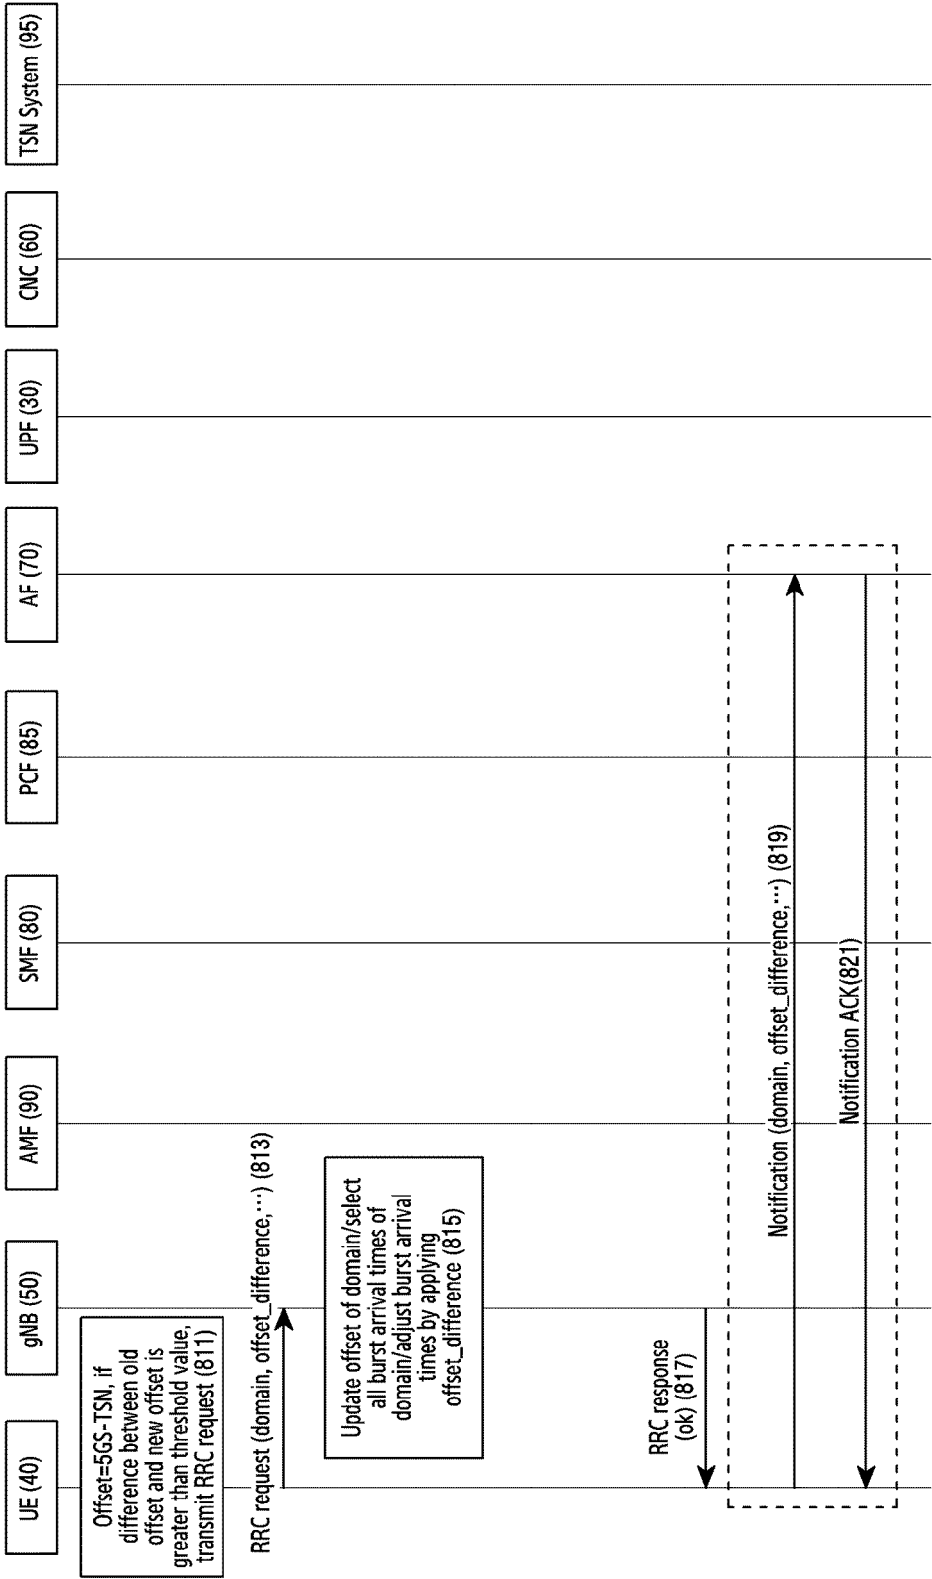 UE (40)
gNB (50)
AMF (90)
SMF (80)
PCF (85)
AF (70)
UPF (30)
CNC (60)
TSN System (95)
Offset=5GS-TSN, if
difference between old
offset and new offset is
greater than threshold value,
transmit RRC request (811)
RRC request (domain, offset_difference,···) (813)
Update offset of domain/select
all burst arrival times of
domain/adjust burst arrival
times by applying
offset_difference (815)
RRC response
(ok) (817)
Notification (domain, offset_difference,···) (819)
Notification ACK(821)